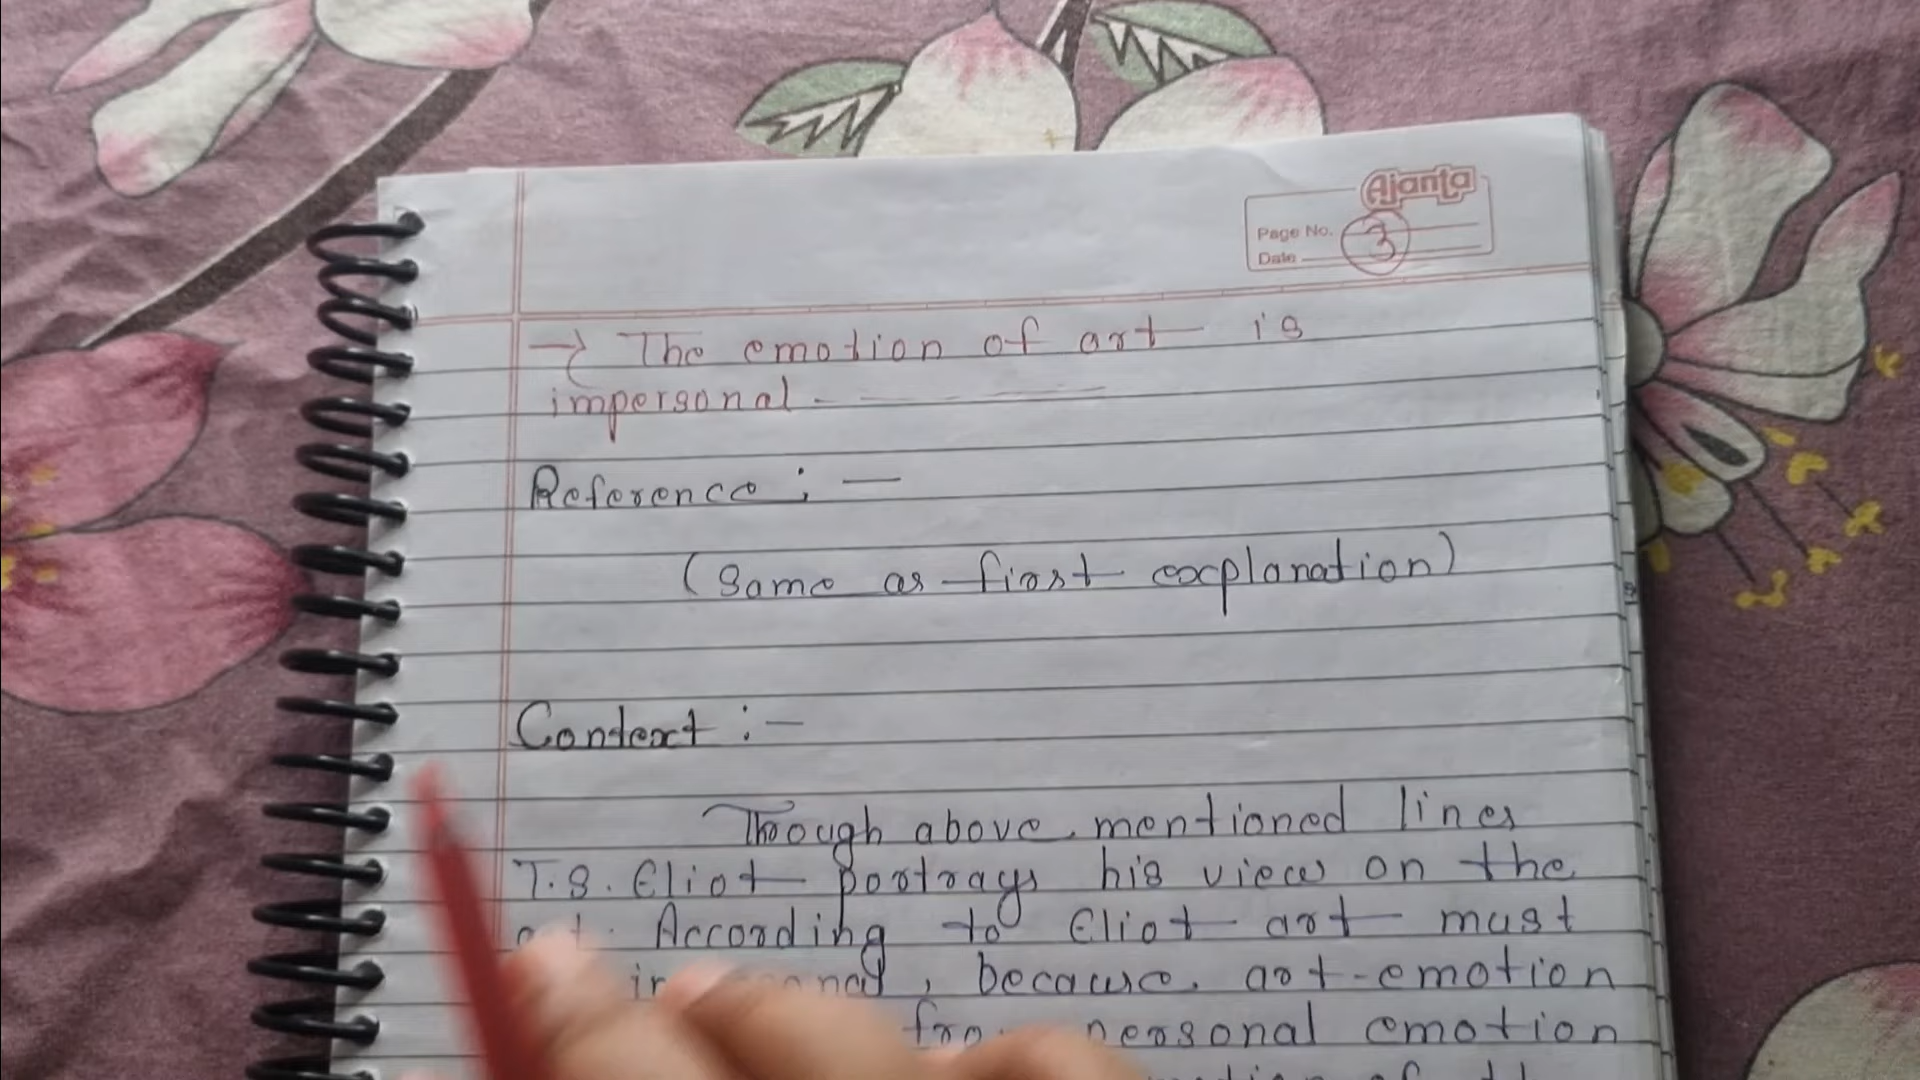 Ajanta
Page No. 3
Date
→ The emotion of art is
impersonal.
Reference :-
(Same as first explanation)
Context :-
Though above mentioned lines
T.S. Eliot portrays his view on the
art. According to Eliot art must
, because art-emotion
personal emotion